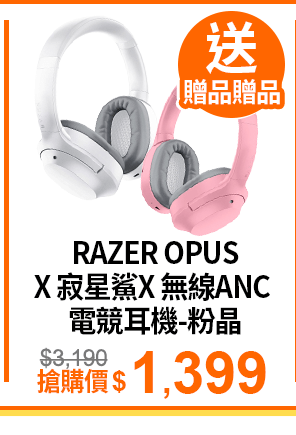 送
贈品贈品
RAZER OPUS
X 寂星鯊X 無線ANC
電競耳機-粉晶
$3,190
搶購價$1,399